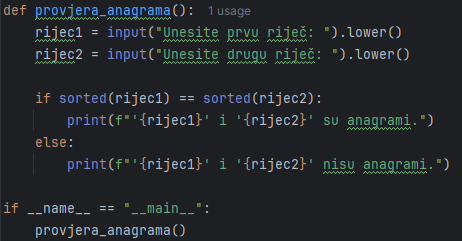 def provjera_anagrama():  1 usage
    rijec1 = input("Unesite prvu riječ: ").lower()
    rijec2 = input("Unesite drugu riječ: ").lower()

    if sorted(rijec1) == sorted(rijec2):
        print(f"'{rijec1}' i '{rijec2}' su anagrami.")
    else:
        print(f"'{rijec1}' i '{rijec2}' nisu anagrami.")

if __name__ == "__main__":
    provjera_anagrama()